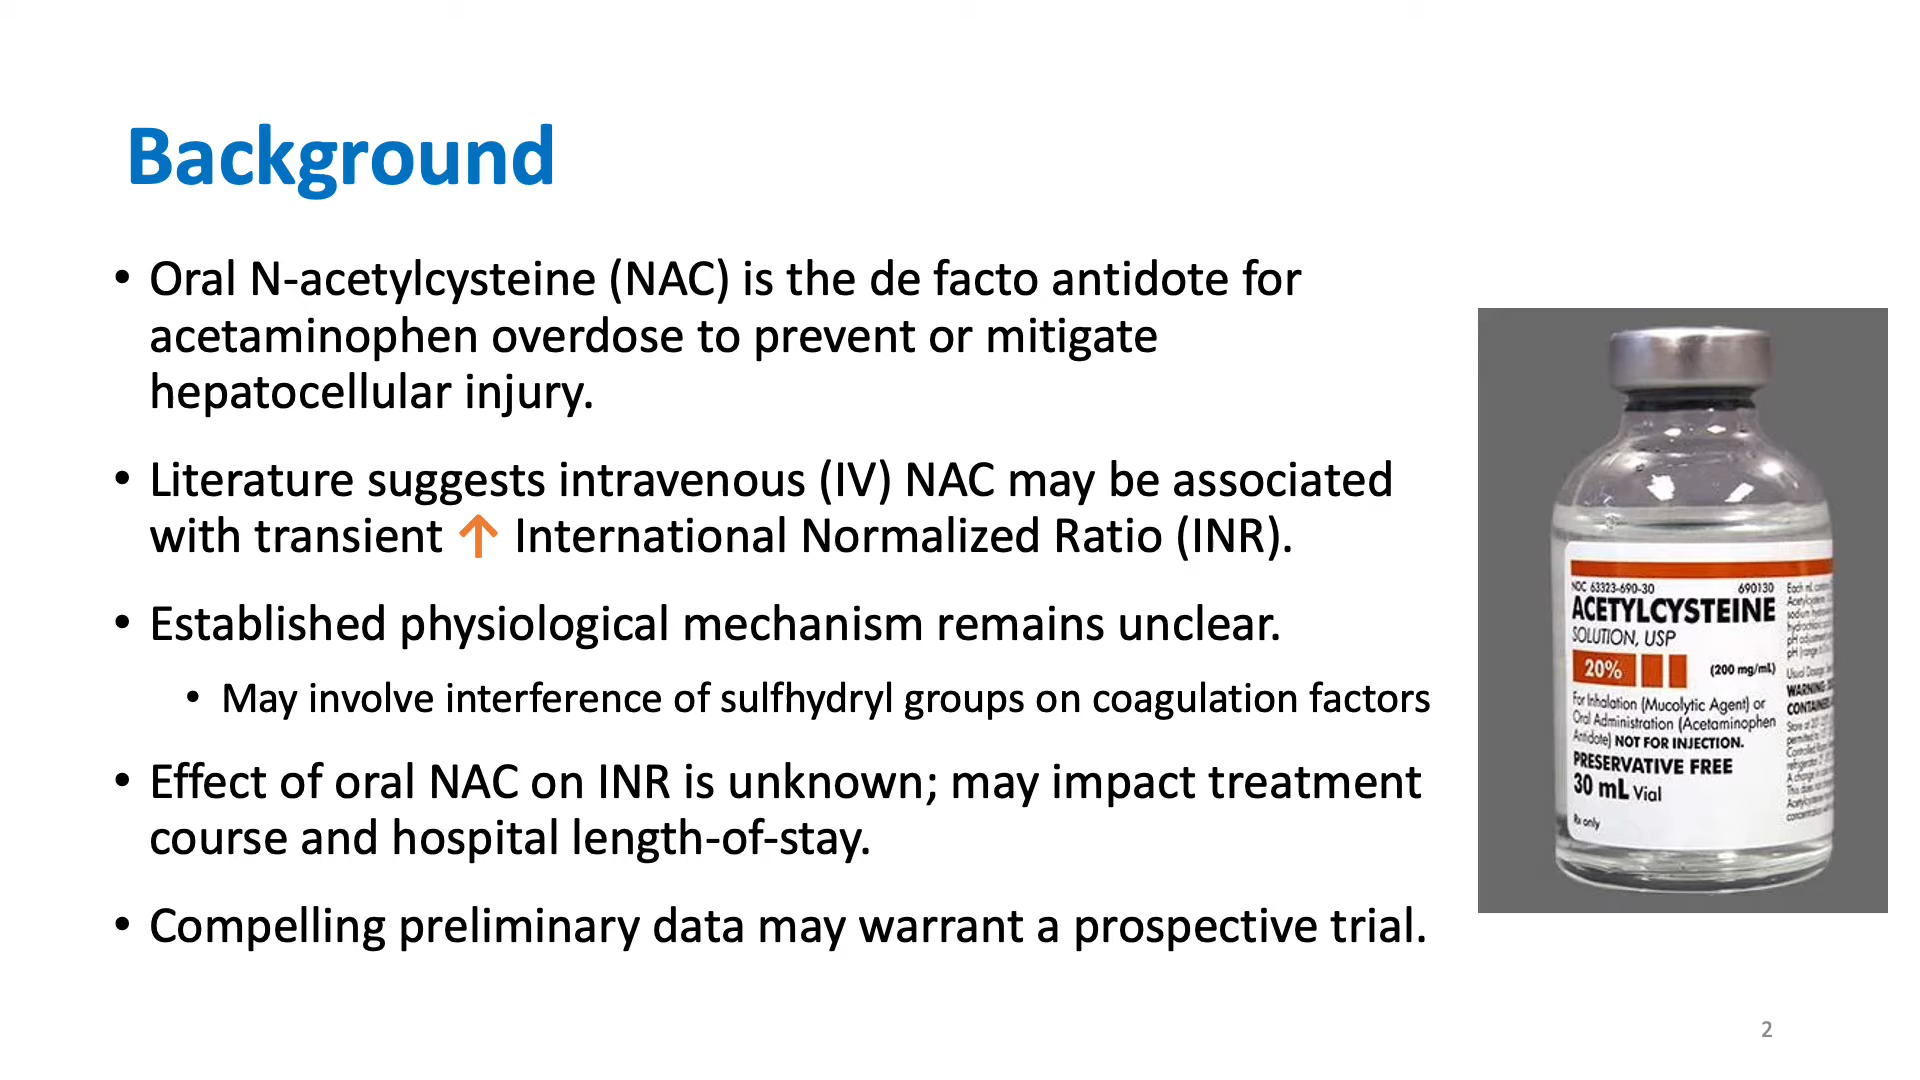 Background
• Oral N-acetylcysteine (NAC) is the de facto antidote for
acetaminophen overdose to prevent or mitigate
hepatocellular injury.
• Literature suggests intravenous (IV) NAC may be associated
with transient ↑ International Normalized Ratio (INR).
• Established physiological mechanism remains unclear.
• May involve interference of sulfhydryl groups on coagulation factors
• Effect of oral NAC on INR is unknown; may impact treatment
course and hospital length-of-stay.
• Compelling preliminary data may warrant a prospective trial.
NDC 63323-690-30 690130
ACETYLCYSTEINE
SOLUTION, USP
20% (200 mg/mL)
For Inhalation (Mucolytic Agent) or
Oral Administration (Acetaminophen
Antidote) NOT FOR INJECTION.
PRESERVATIVE FREE
30 mL Vial
Rx only
Each mL
WARNING:
2